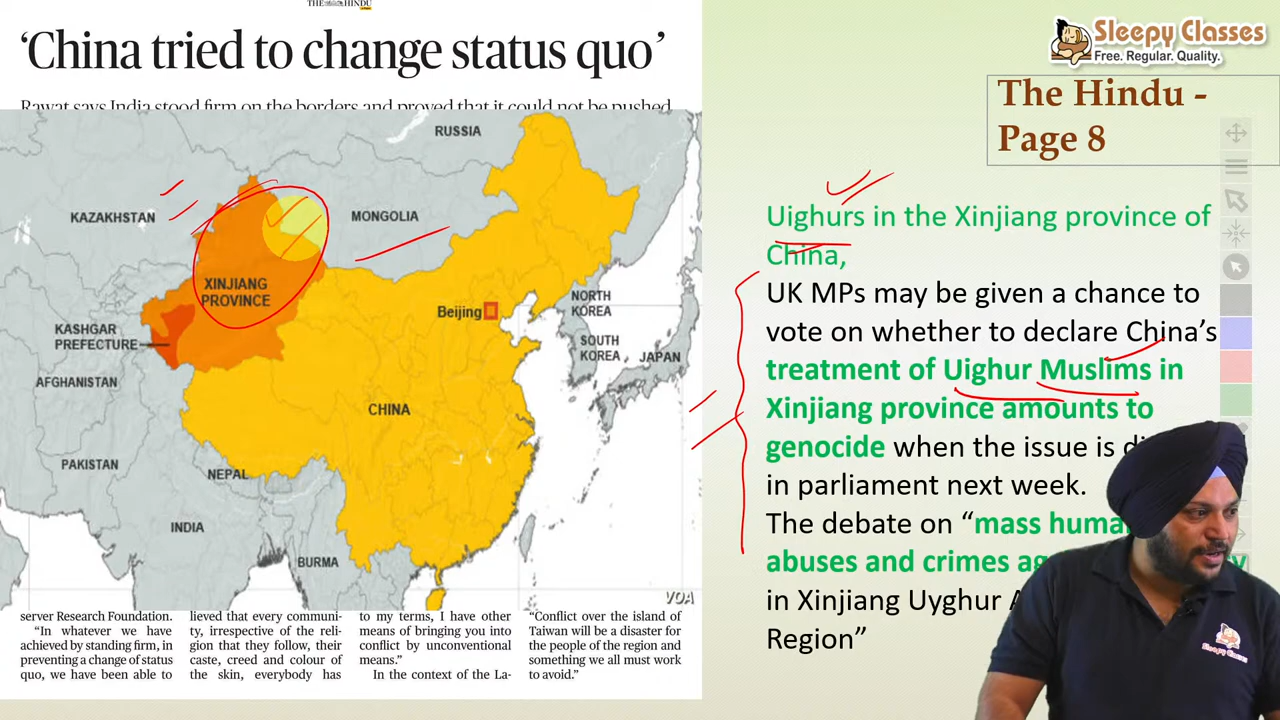 THE HINDU
‘China tried to change status quo’
Rawat says India stood firm on the borders and proved that it could not be pushed
RUSSIA
KAZAKHSTAN
MONGOLIA
XINJIANG
PROVINCE
Beijing
NORTH
KOREA
KASHGAR
PREFECTURE
SOUTH
KOREA
JAPAN
AFGHANISTAN
CHINA
PAKISTAN
NEPAL
INDIA
BURMA
VOA
server Research Foundation.
“In whatever we have
achieved by standing firm, in
preventing a change of status
quo, we have been able to
lieved that every communi-
ty, irrespective of the reli-
gion that they follow, their
caste, creed and colour of
the skin, everybody has
to my terms, I have other
means of bringing you into
conflict by unconventional
means.”
In the context of the La-
“Conflict over the island of
Taiwan will be a disaster for
the people of the region and
something we all must work
to avoid.”
Sleepy Classes
Free. Regular. Quality.
The Hindu -
Page 8
Uighurs in the Xinjiang province of
China,
UK MPs may be given a chance to
vote on whether to declare China’s
treatment of Uighur Muslims in
Xinjiang province amounts to
genocide when the issue is
in parliament next week.
The debate on “mass
abuses and crimes
in Xinjiang Uyghur
Region”
Sleepy Classes